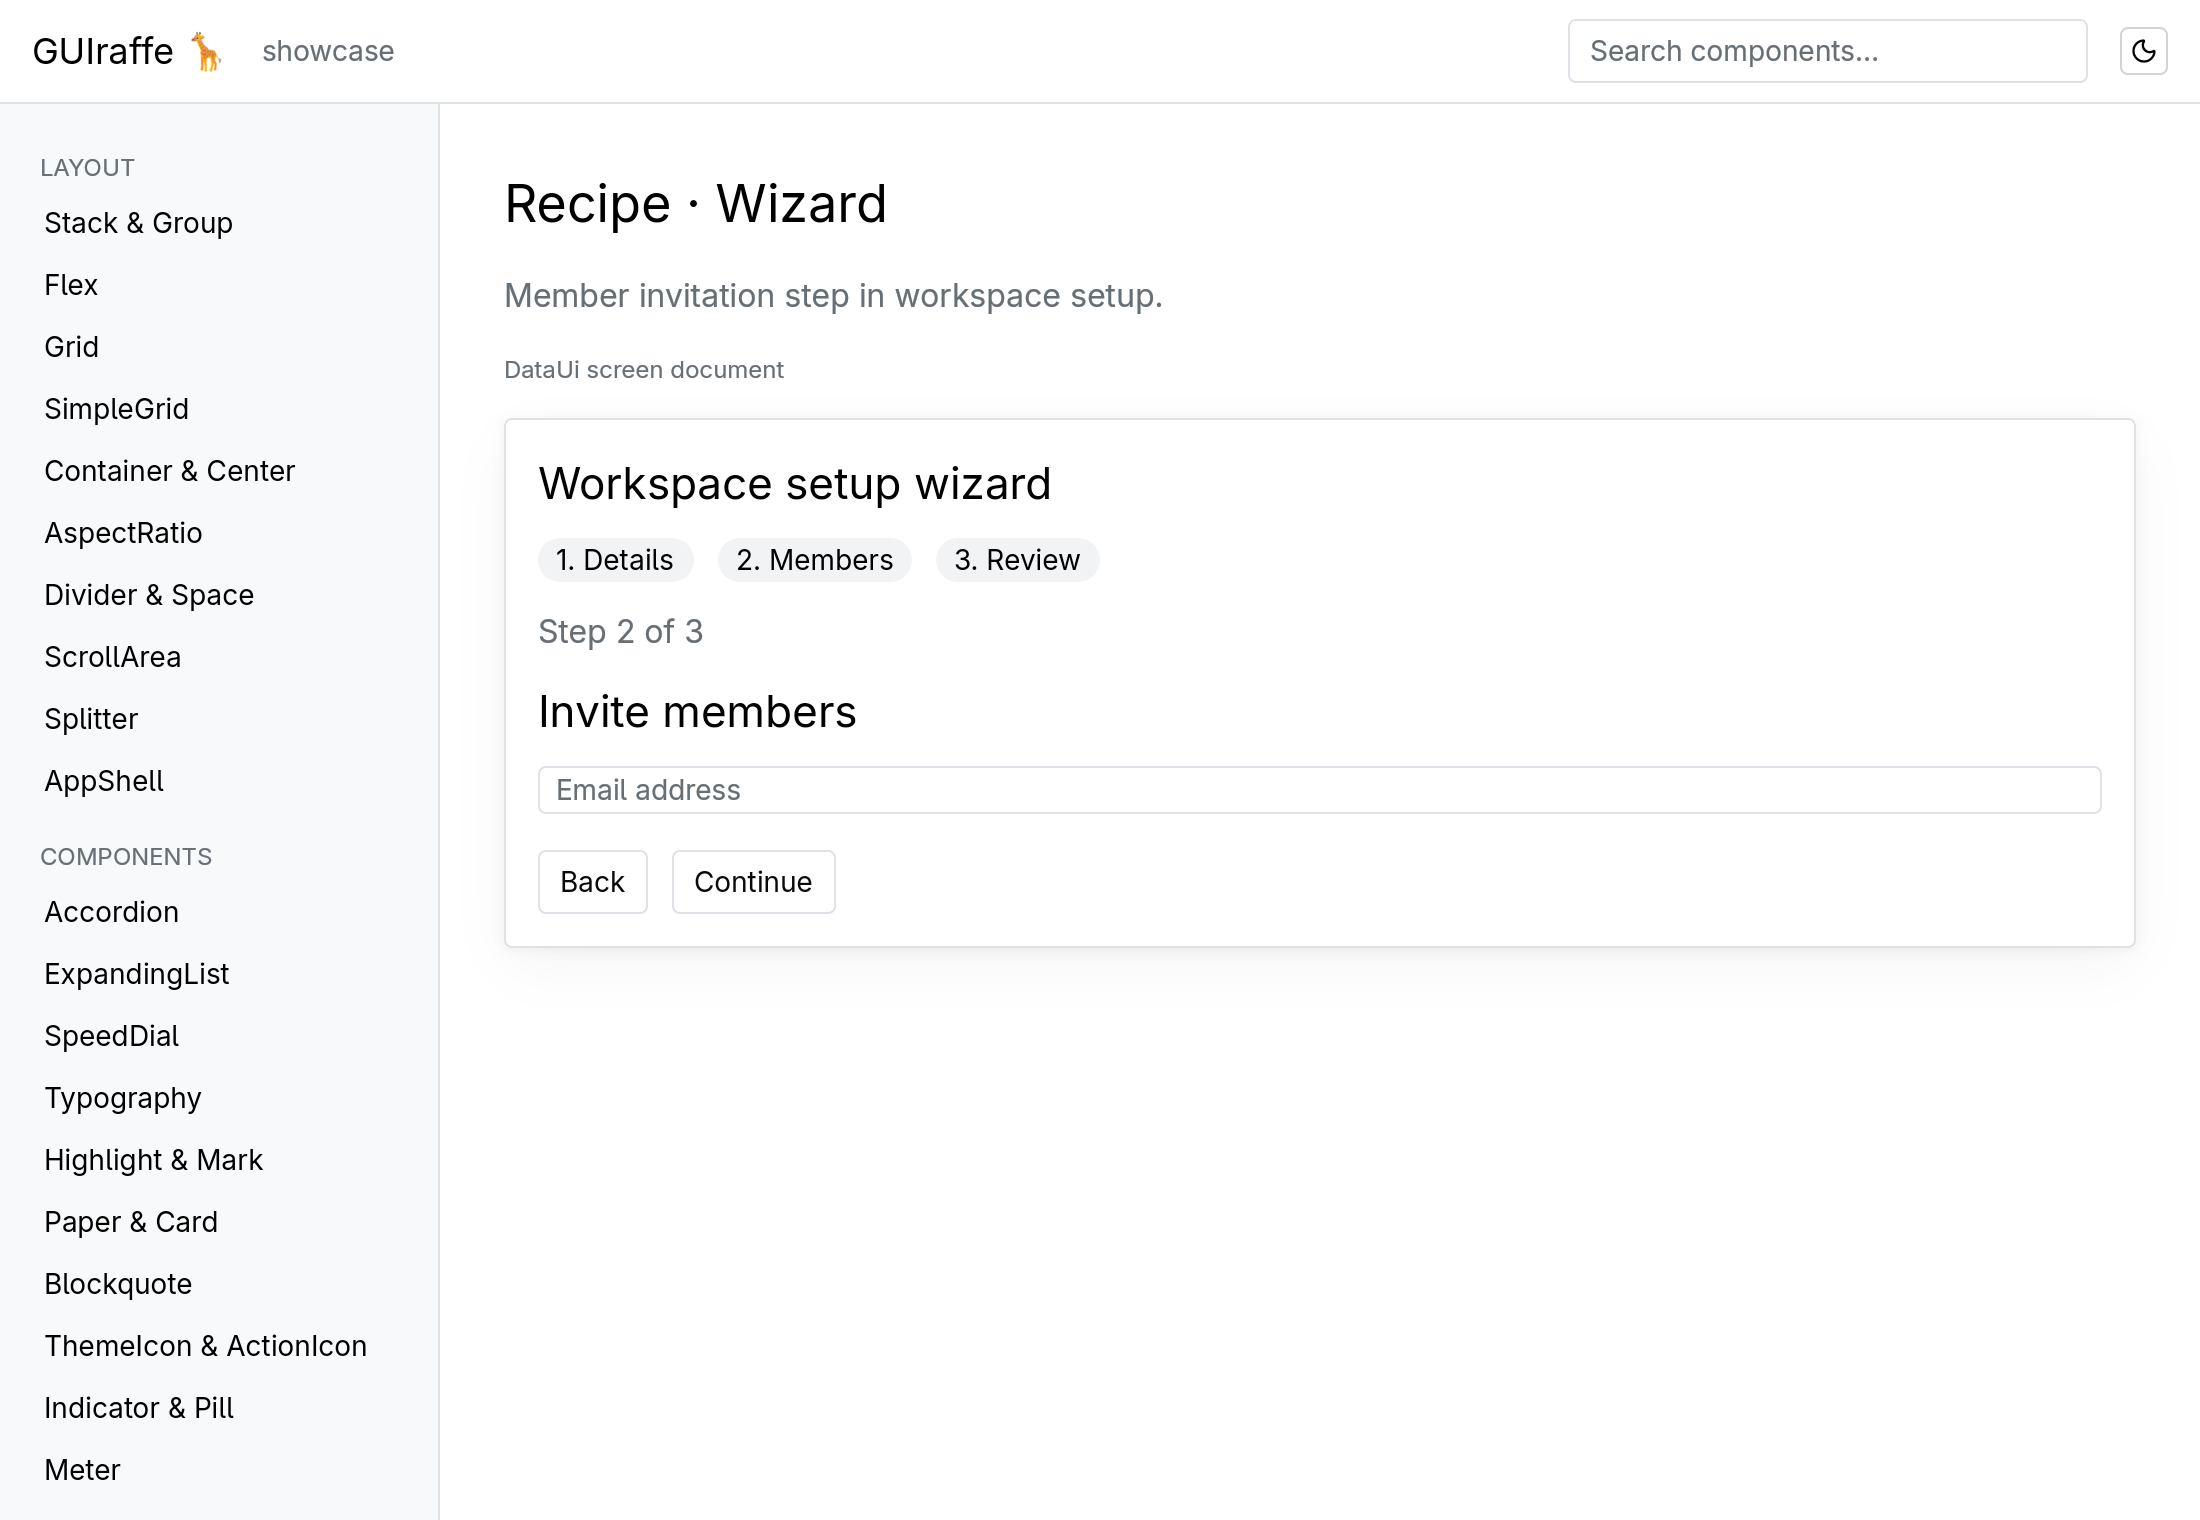 GUIraffe 🦒 showcase
Search components...
LAYOUT
Stack & Group
Flex
Grid
SimpleGrid
Container & Center
AspectRatio
Divider & Space
ScrollArea
Splitter
AppShell
COMPONENTS
Accordion
ExpandingList
SpeedDial
Typography
Highlight & Mark
Paper & Card
Blockquote
ThemeIcon & ActionIcon
Indicator & Pill
Meter
Recipe · Wizard
Member invitation step in workspace setup.
DataUi screen document
Workspace setup wizard
1. Details 2. Members 3. Review
Step 2 of 3
Invite members
Email address
Back Continue